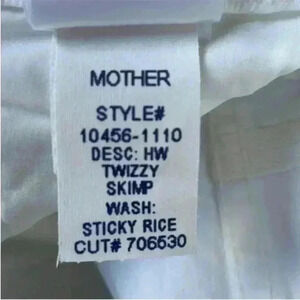 MOTHER
STYLE#
10456-1110
DESC: HW
TWIZZY
SKIMP
WASH:
STICKY RICE
CUT# 706530